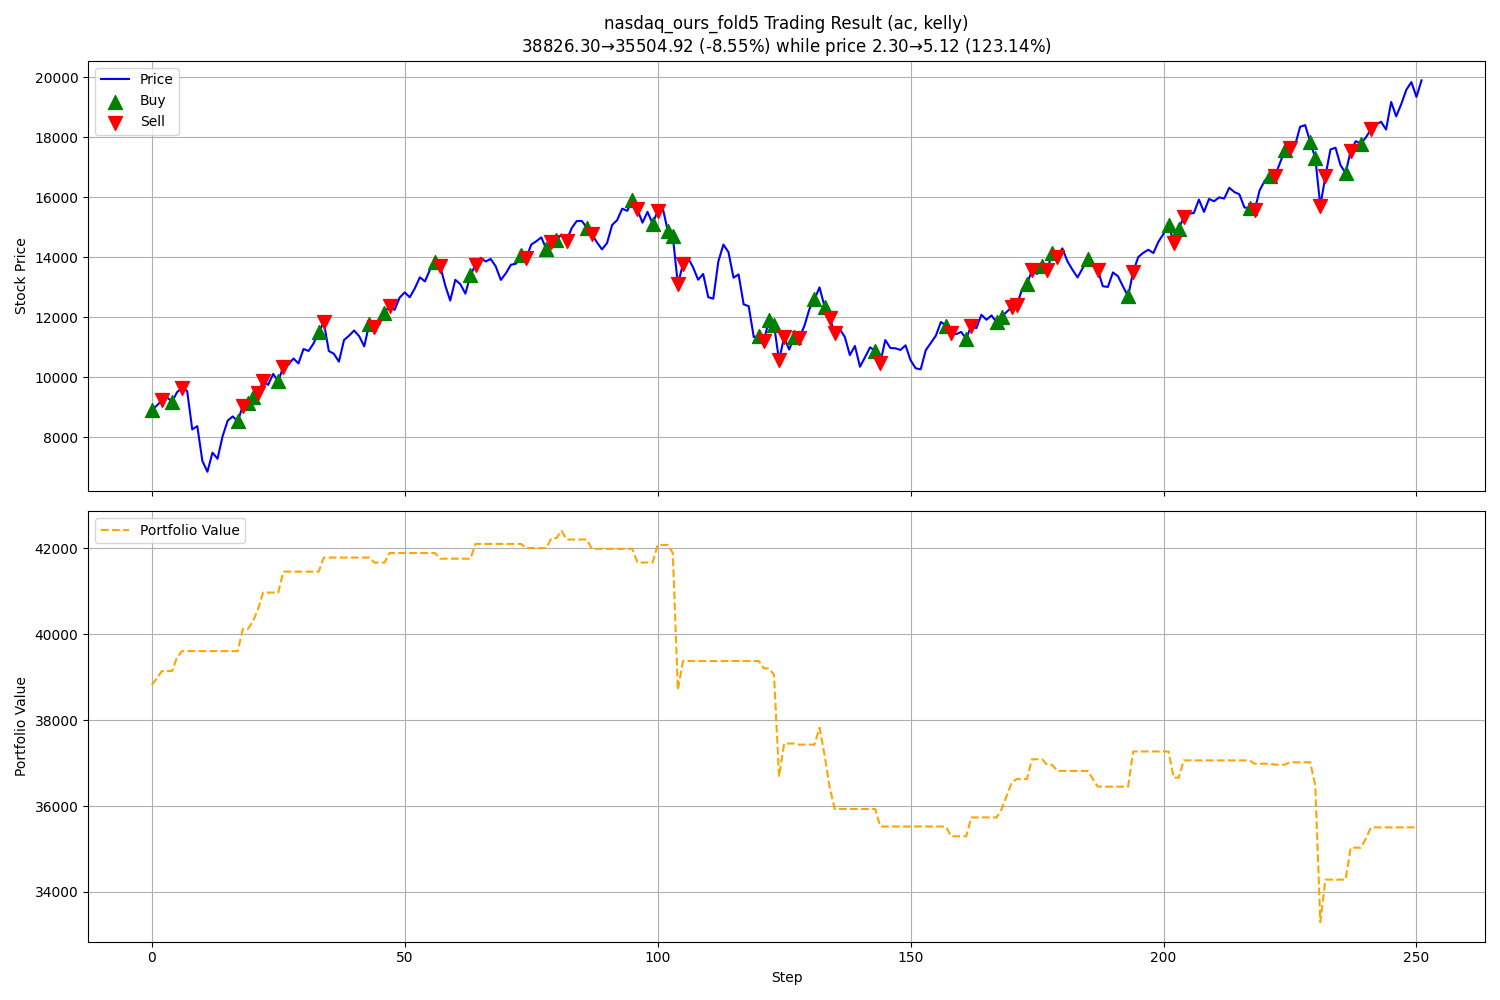 nasdaq_ours_fold5 Trading Result (ac, kelly)
38826.30→35504.92 (-8.55%) while price 2.30→5.12 (123.14%)
Price
Buy
Sell
20000
18000
16000
14000
12000
10000
8000
Stock Price
Portfolio Value
42000
40000
38000
36000
34000
Portfolio Value
0
50
100
150
200
250
Step